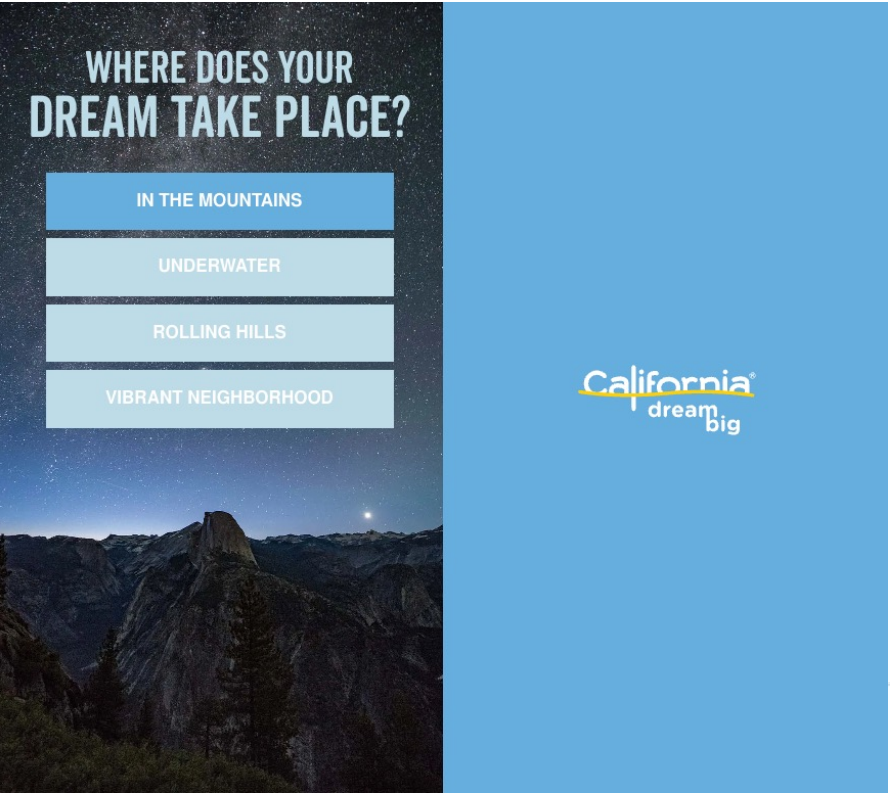 WHERE DOES YOUR
DREAM TAKE PLACE?
IN THE MOUNTAINS
UNDERWATER
ROLLING HILLS
VIBRANT NEIGHBORHOOD
California®
dream
big